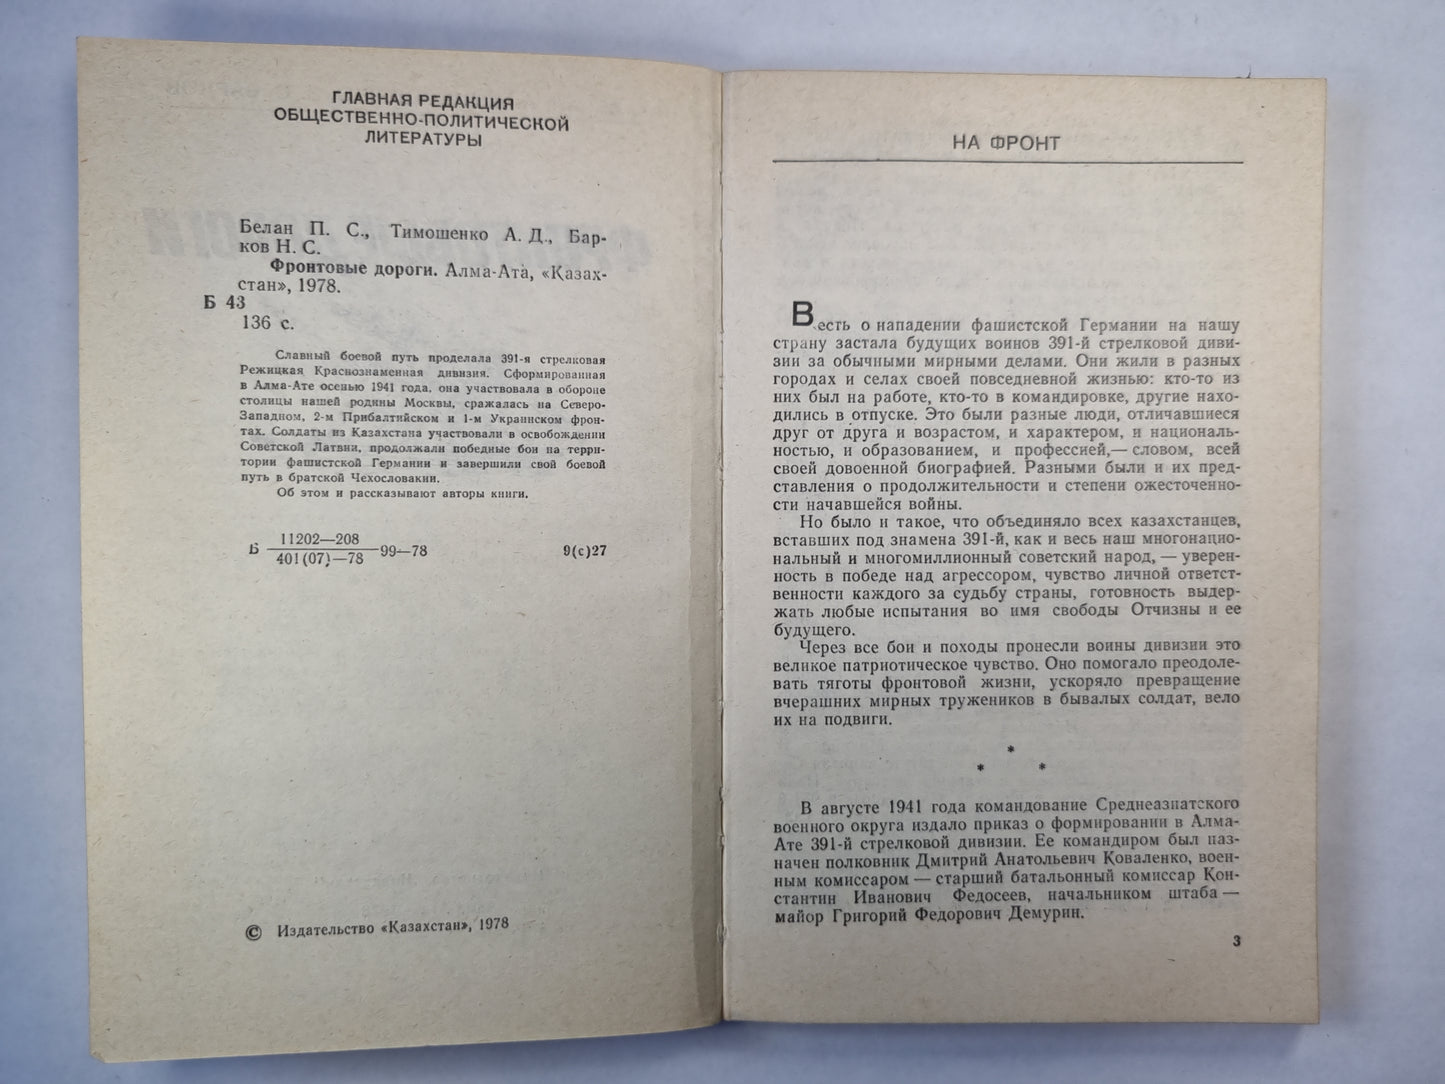 ГЛАВНАЯ РЕДАКЦИЯ
ОБЩЕСТВЕННО-ПОЛИТИЧЕСКОЙ
ЛИТЕРАТУРЫ
Белан П. С., Тимошенко А. Д., Бар-
ков Н. С.
Фронтовые дороги. Алма-Ата, «Казах-
стан», 1978.
Б 43
136 с.
Славный боевой путь проделала 391-я стрелковая
Режицкая Краснознаменная дивизия. Сформированная
в Алма-Ате осенью 1941 года, она участвовала в обороне
столицы нашей родины Москвы, сражалась на Северо-
Западном, 2-м Прибалтийском и 1-м Украинском фрон-
тах. Солдаты из Казахстана участвовали в освобождении
Советской Латвии, продолжали победные бои на терри-
тории фашистской Германии и завершили свой боевой
путь в братской Чехословакии.
Об этом и рассказывают авторы книги.
Б 11202—208
401(07)—78 —99—78 9(с)27
© Издательство «Казахстан», 1978
НА ФРОНТ
Весть о нападении фашистской Германии на нашу
страну застала будущих воинов 391-й стрелковой диви-
зии за обычными мирными делами. Они жили в разных
городах и селах своей повседневной жизнью: кто-то из
них был на работе, кто-то в командировке, другие нахо-
дились в отпуске. Это были разные люди, отличавшиеся
друг от друга и возрастом, и характером, и националь-
ностью, и образованием, и профессией,— словом, всей
своей довоенной биографией. Разными были и их пред-
ставления о продолжительности и степени ожесточенно-
сти начавшейся войны.
Но было и такое, что объединяло всех казахстанцев,
вставших под знамена 391-й, как и весь наш многонацио-
нальный и многомиллионный советский народ, — уверен-
ность в победе над агрессором, чувство личной ответст-
венности каждого за судьбу страны, готовность выдер-
жать любые испытания во имя свободы Отчизны и ее
будущего.
Через все бои и походы пронесли воины дивизии это
великое патриотическое чувство. Оно помогало преодоле-
вать тяготы фронтовой жизни, ускоряло превращение
вчерашних мирных тружеников в бывалых солдат, вело
их на подвиги.
*
* *
В августе 1941 года командование Среднеазиатского
военного округа издало приказ о формировании в Алма-
Ате 391-й стрелковой дивизии. Ее командиром был наз-
начен полковник Дмитрий Анатольевич Коваленко, воен-
ным комиссаром — старший батальонный комиссар Кон-
стантин Иванович Федосеев, начальником штаба —
майор Григорий Федорович Демурин.
3